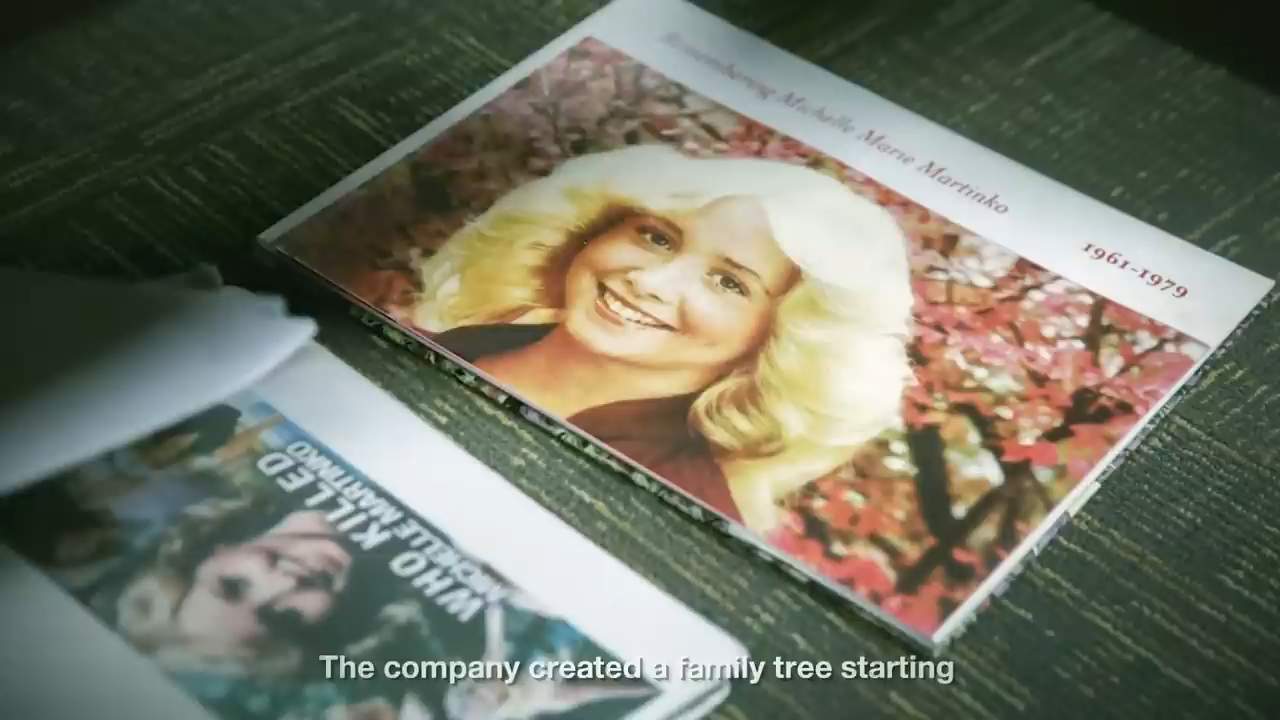 Remembering Michelle Marie Martinko
1961-1979
WHO KILLED
MICHELLE MARTINKO
The company created a family tree starting